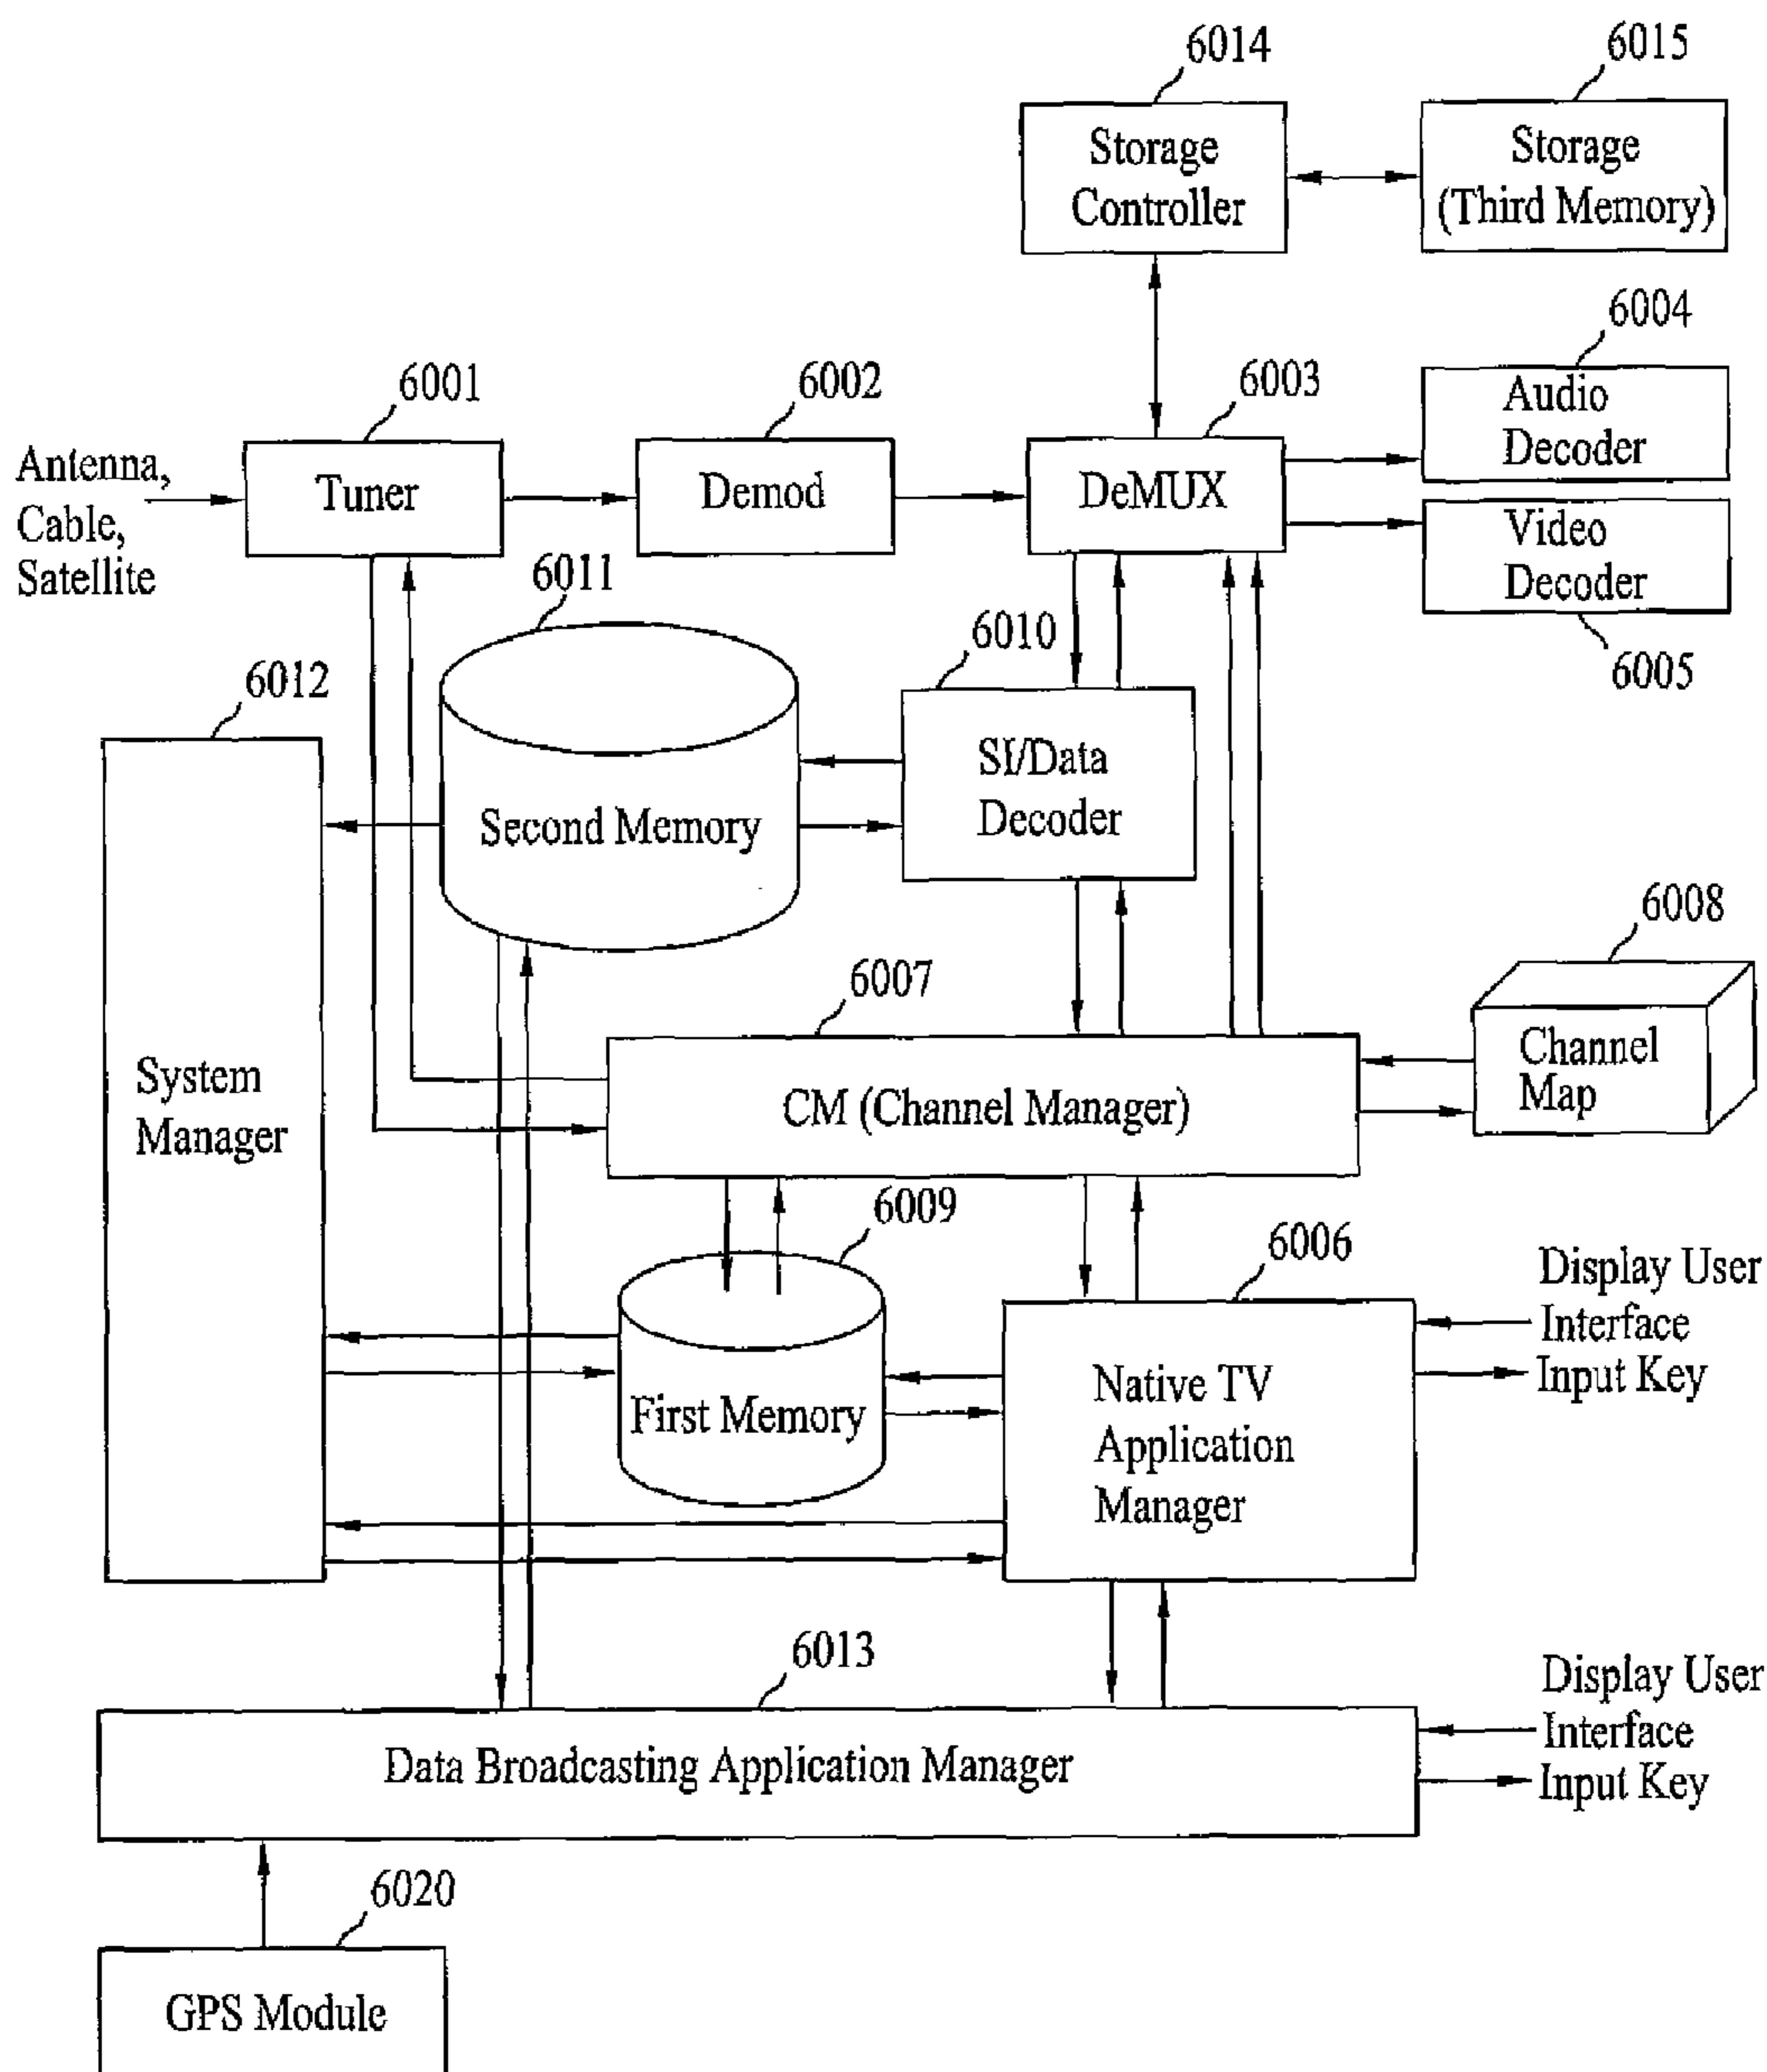 6014
6015
Storage
Controller
Storage
(Third Memory)
6004
6001
6002
6003
Audio
Decoder
Antenna,
Cable,
Satellite
Tuner
Demod
DeMUX
Video
Decoder
6005
6011
6010
6012
Second Memory
SI/Data
Decoder
6008
6007
System
Manager
CM (Channel Manager)
Channel
Map
6009
6006
Display User
Interface
Input Key
First Memory
Native TV
Application
Manager
6013
Display User
Interface
Input Key
Data Broadcasting Application Manager
6020
GPS Module